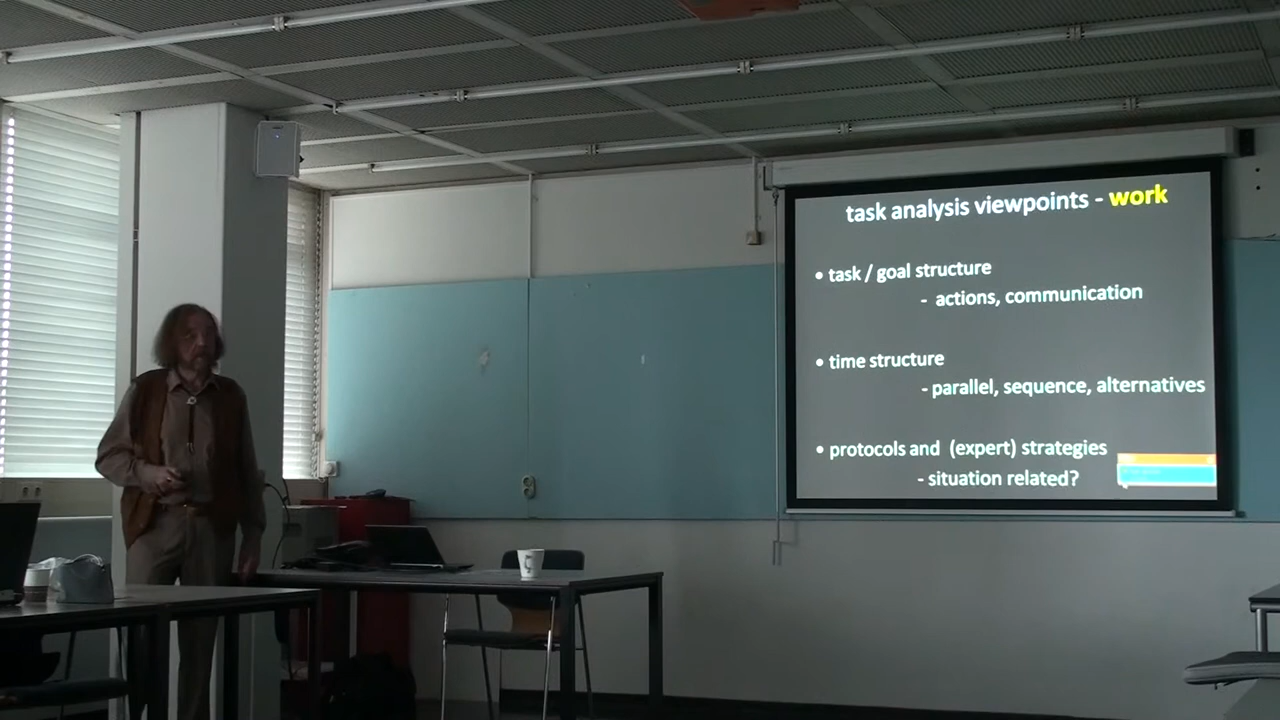 task analysis viewpoints - work
• task / goal structure
- actions, communication
• time structure
- parallel, sequence, alternatives
• protocols and (expert) strategies
- situation related?